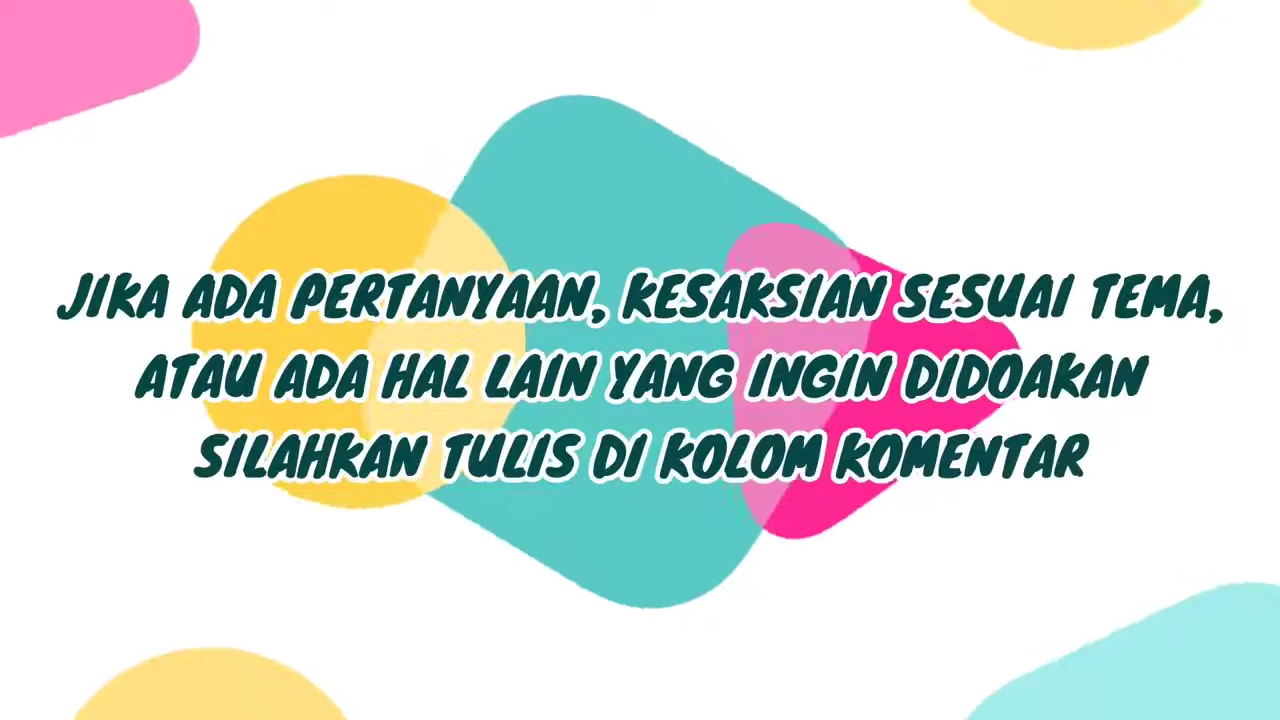 JIKA ADA PERTANYAAN, KESAKSIAN SESUAI TEMA,
ATAU ADA HAL LAIN YANG INGIN DIDOAKAN
SILAHKAN TULIS DI KOLOM KOMENTAR